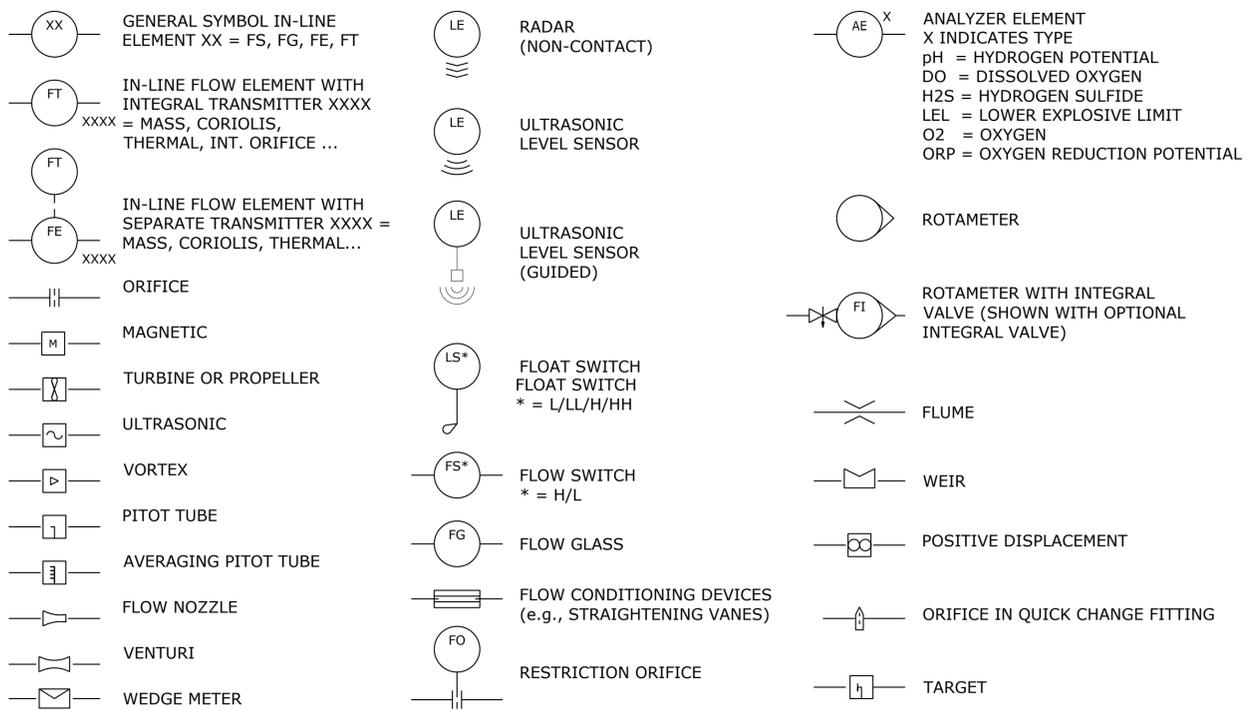 XX
GENERAL SYMBOL IN-LINE
ELEMENT XX = FS, FG, FE, FT
FT
XXXX
IN-LINE FLOW ELEMENT WITH
INTEGRAL TRANSMITTER XXXX
= MASS, CORIOLIS,
THERMAL, INT. ORIFICE ...
FT
FE
XXXX
IN-LINE FLOW ELEMENT WITH
SEPARATE TRANSMITTER XXXX =
MASS, CORIOLIS, THERMAL...
ORIFICE
M
MAGNETIC
TURBINE OR PROPELLER
ULTRASONIC
VORTEX
PITOT TUBE
AVERAGING PITOT TUBE
FLOW NOZZLE
VENTURI
WEDGE METER
LE
RADAR
(NON-CONTACT)
LE
ULTRASONIC
LEVEL SENSOR
LE
ULTRASONIC
LEVEL SENSOR
(GUIDED)
LS*
FLOAT SWITCH
FLOAT SWITCH
* = L/LL/H/HH
FS*
FLOW SWITCH
* = H/L
FG
FLOW GLASS
FLOW CONDITIONING DEVICES
(e.g., STRAIGHTENING VANES)
FO
RESTRICTION ORIFICE
AE
X
ANALYZER ELEMENT
X INDICATES TYPE
pH = HYDROGEN POTENTIAL
DO = DISSOLVED OXYGEN
H2S = HYDROGEN SULFIDE
LEL = LOWER EXPLOSIVE LIMIT
O2 = OXYGEN
ORP = OXYGEN REDUCTION POTENTIAL
ROTAMETER
FI
ROTAMETER WITH INTEGRAL
VALVE (SHOWN WITH OPTIONAL
INTEGRAL VALVE)
FLUME
WEIR
POSITIVE DISPLACEMENT
ORIFICE IN QUICK CHANGE FITTING
TARGET